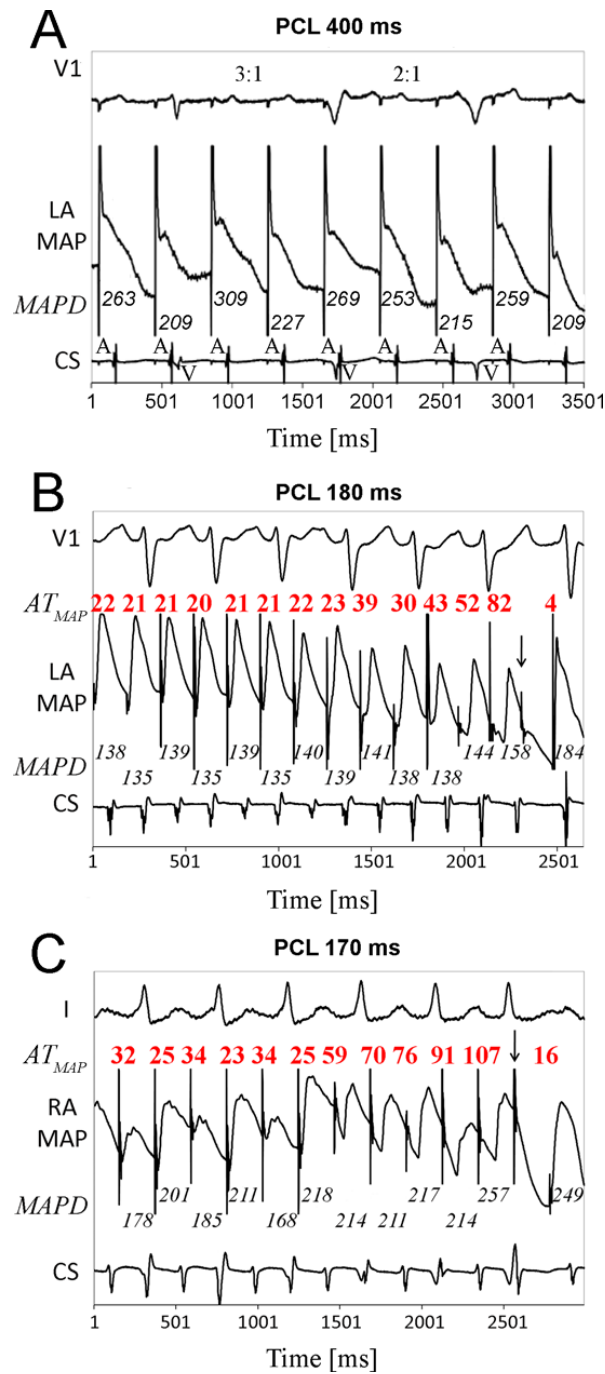 A
PCL 400 ms
V1
3:1 2:1
LA
MAP
MAPD
263 209 309 227 269 253 215 259 209
A A A A A A A A
CS
V V V
1 501 1001 1501 2001 2501 3001 3501
Time [ms]
B
PCL 180 ms
V1
AT_MAP
22 21 21 20 21 21 22 23 39 30 43 52 82 4
LA
MAP
MAPD
138 135 139 135 139 135 140 139 141 138 138 144 158 184
CS
1 501 1001 1501 2001 2501
Time [ms]
C
PCL 170 ms
I
AT_MAP
32 25 34 23 34 25 59 70 76 91 107 16
RA
MAP
MAPD
178 201 185 211 168 218 214 211 217 214 257 249
CS
1 501 1001 1501 2001 2501
Time [ms]